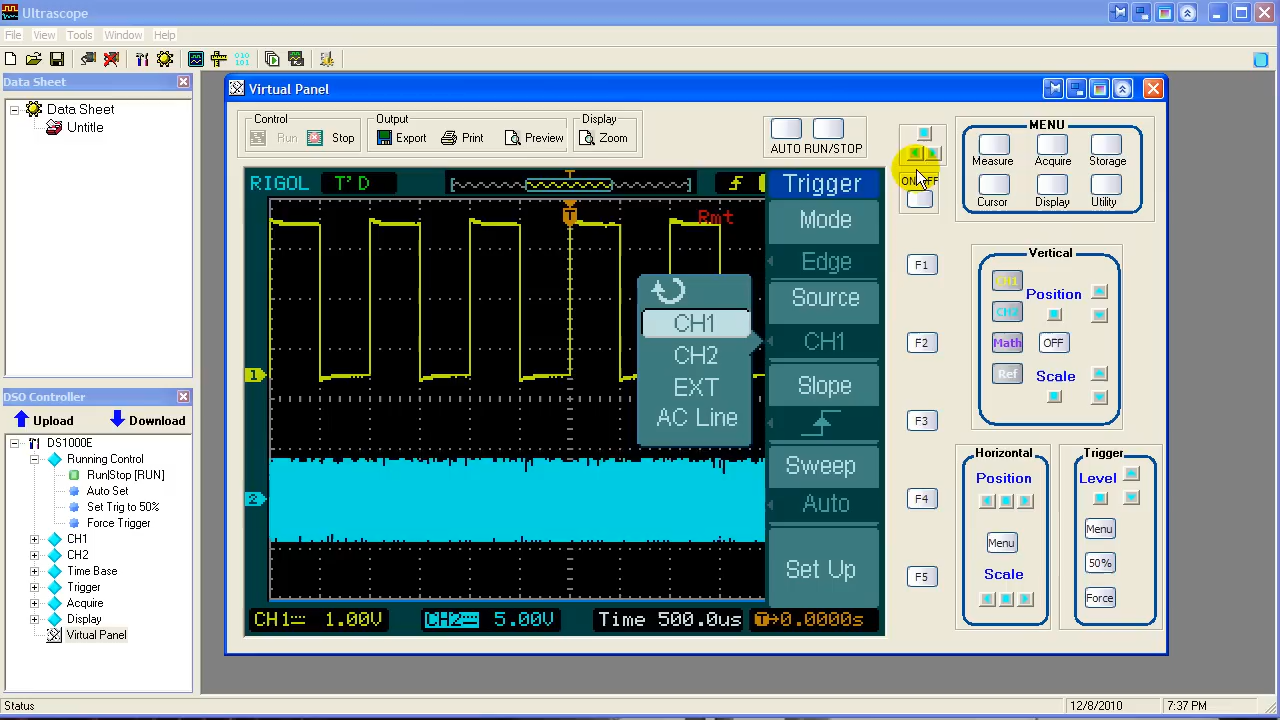 Ultrascope
File View Tools Window Help
Data Sheet
Data Sheet
Untitle
DSO Controller
Upload Download
DS1000E
Running Control
Run|Stop [RUN]
Auto Set
Set Trig to 50%
Force Trigger
CH1
CH2
Time Base
Trigger
Acquire
Display
Virtual Panel
Virtual Panel
Control
Run Stop
Output
Export Print Preview
Display
Zoom
AUTO RUN/STOP
RIGOL T'D
T
T
Rmt
1
2
CH1 1.00V CH2 5.00V Time 500.0us T→0.0000s
Trigger
Mode
Edge
Source
CH1
Slope
Sweep
Auto
Set Up
CH1
CH2
EXT
AC Line
ON/OFF
F1
F2
F3
F4
F5
MENU
Measure Acquire Storage
Cursor Display Utility
Vertical
CH1
CH2
Math
Ref
Position
OFF
Scale
Horizontal
Position
Menu
Scale
Trigger
Level
Menu
50%
Force
Status 12/8/2010 7:37 PM